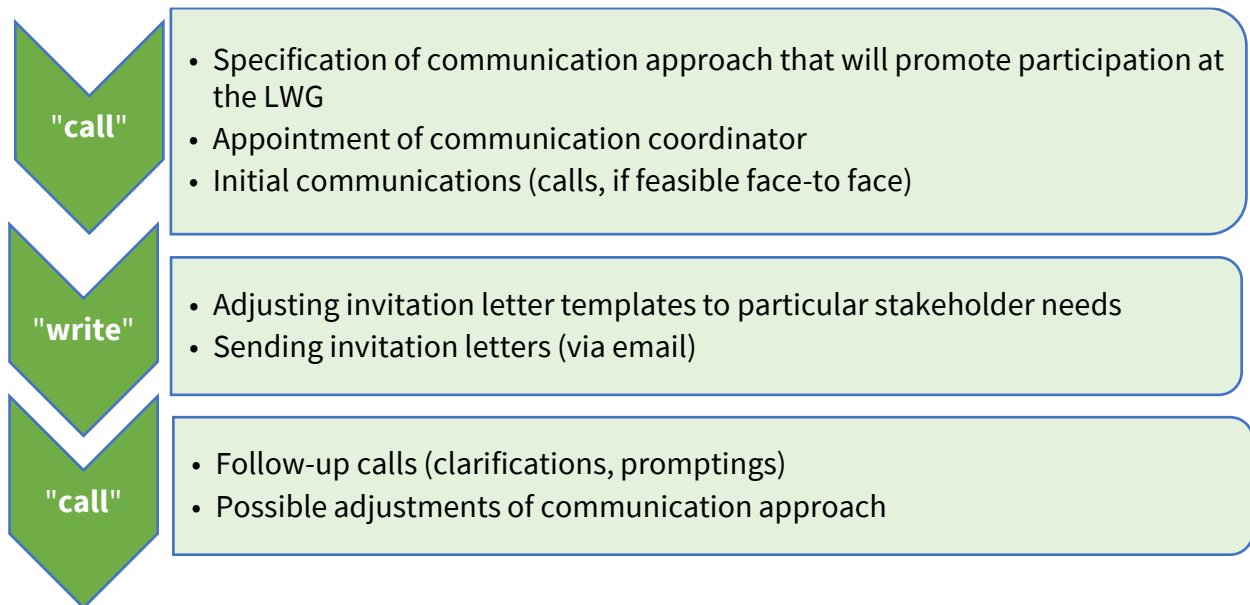 "call"
• Specification of communication approach that will promote participation at
the LWG
• Appointment of communication coordinator
• Initial communications (calls, if feasible face-to face)
"write"
• Adjusting invitation letter templates to particular stakeholder needs
• Sending invitation letters (via email)
"call"
• Follow-up calls (clarifications, promptings)
• Possible adjustments of communication approach